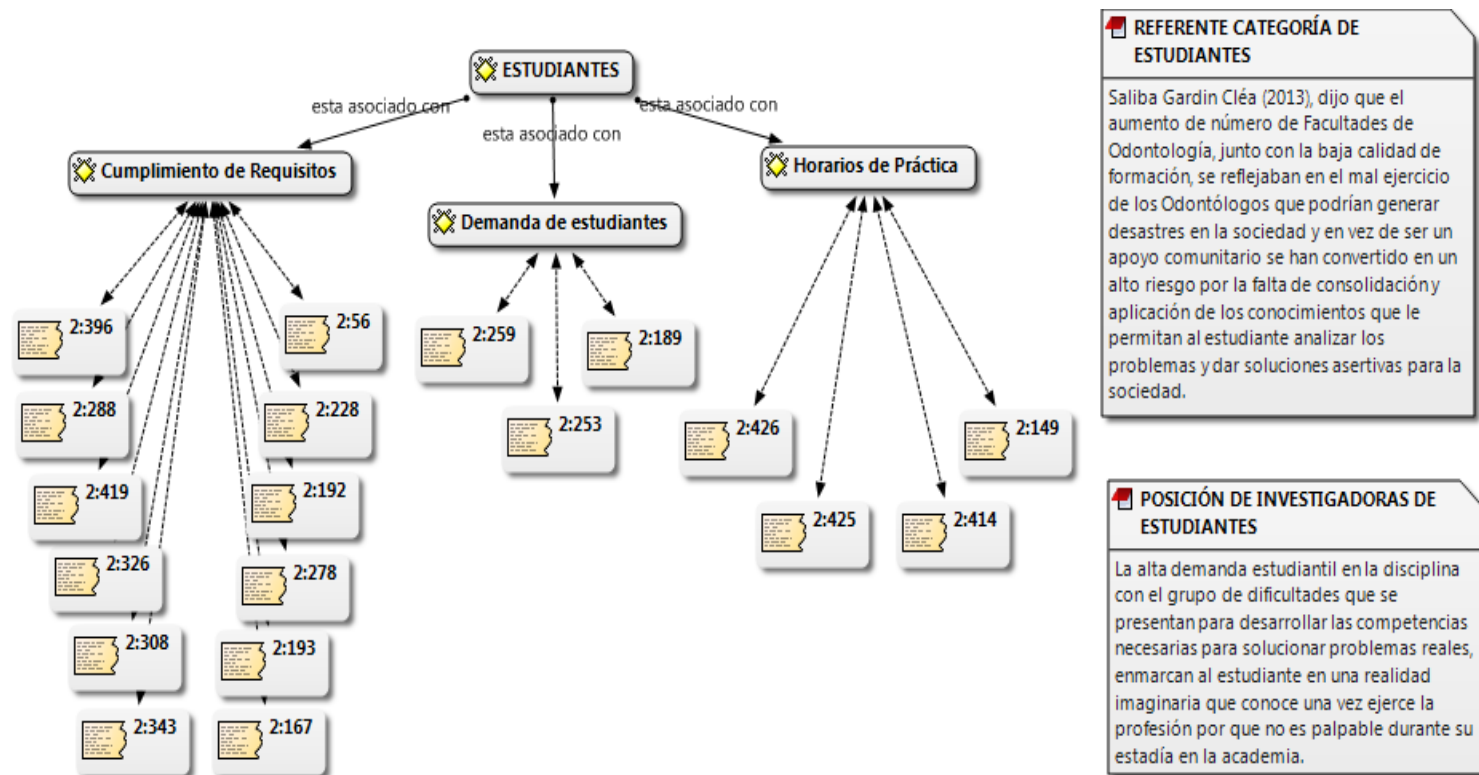 ESTUDIANTES
esta asociado con
esta asociado con
esta asociado con
Cumplimiento de Requisitos
Demanda de estudiantes
Horarios de Práctica
2:396
2:56
2:288
2:228
2:419
2:192
2:326
2:278
2:308
2:193
2:343
2:167
2:259
2:189
2:253
2:426
2:149
2:425
2:414
REFERENTE CATEGORÍA DE
ESTUDIANTES
Saliba Gardin Cléa (2013), dijo que el
aumento de número de Facultades de
Odontología, junto con la baja calidad de
formación, se reflejaban en el mal ejercicio
de los Odontólogos que podrían generar
desastres en la sociedad y en vez de ser un
apoyo comunitario se han convertido en un
alto riesgo por la falta de consolidación y
aplicación de los conocimientos que le
permitan al estudiante analizar los
problemas y dar soluciones asertivas para la
sociedad.
POSICIÓN DE INVESTIGADORAS DE
ESTUDIANTES
La alta demanda estudiantil en la disciplina
con el grupo de dificultades que se
presentan para desarrollar las competencias
necesarias para solucionar problemas reales,
enmarcan al estudiante en una realidad
imaginaria que conoce una vez ejerce la
profesión por que no es palpable durante su
estadía en la academia.